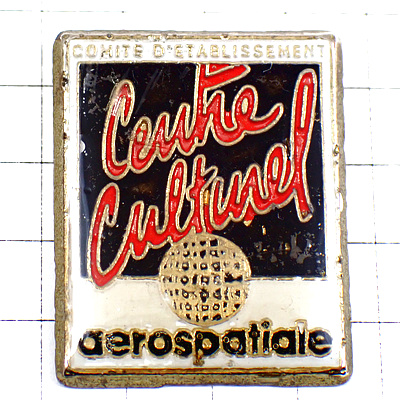 COMITE D'ETABLISSEMENT
Centre
Culturel
aerospatiale